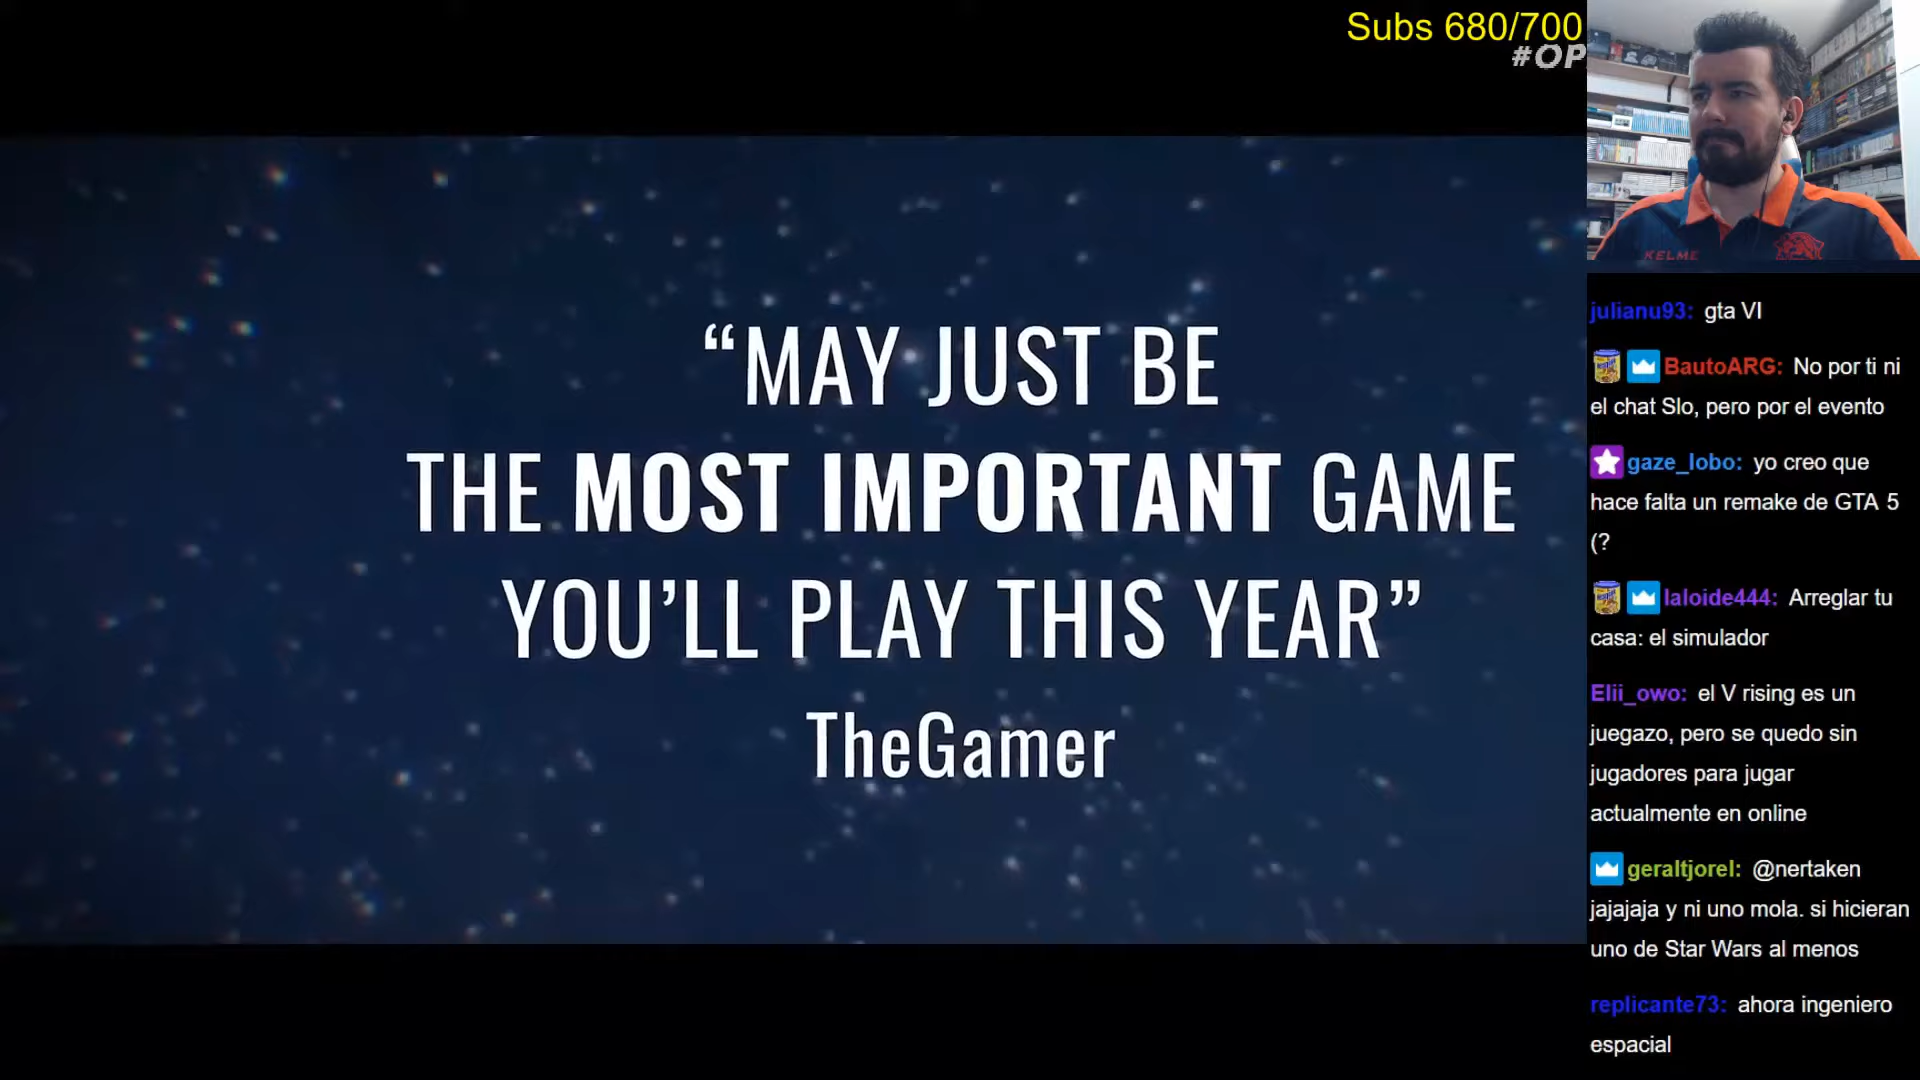 Subs 680/700
#OP
KELME
“MAY JUST BE
THE MOST IMPORTANT GAME
YOU’LL PLAY THIS YEAR”
TheGamer
julianu93: gta VI
BautoARG: No por ti ni
el chat Slo, pero por el evento
gaze_lobo: yo creo que
hace falta un remake de GTA 5
(?
laloide444: Arreglar tu
casa: el simulador
Elii_owo: el V rising es un
juegazo, pero se quedo sin
jugadores para jugar
actualmente en online
geraltjorel: @nertaken
jajajaja y ni uno mola. si hicieran
uno de Star Wars al menos
replicante73: ahora ingeniero
espacial